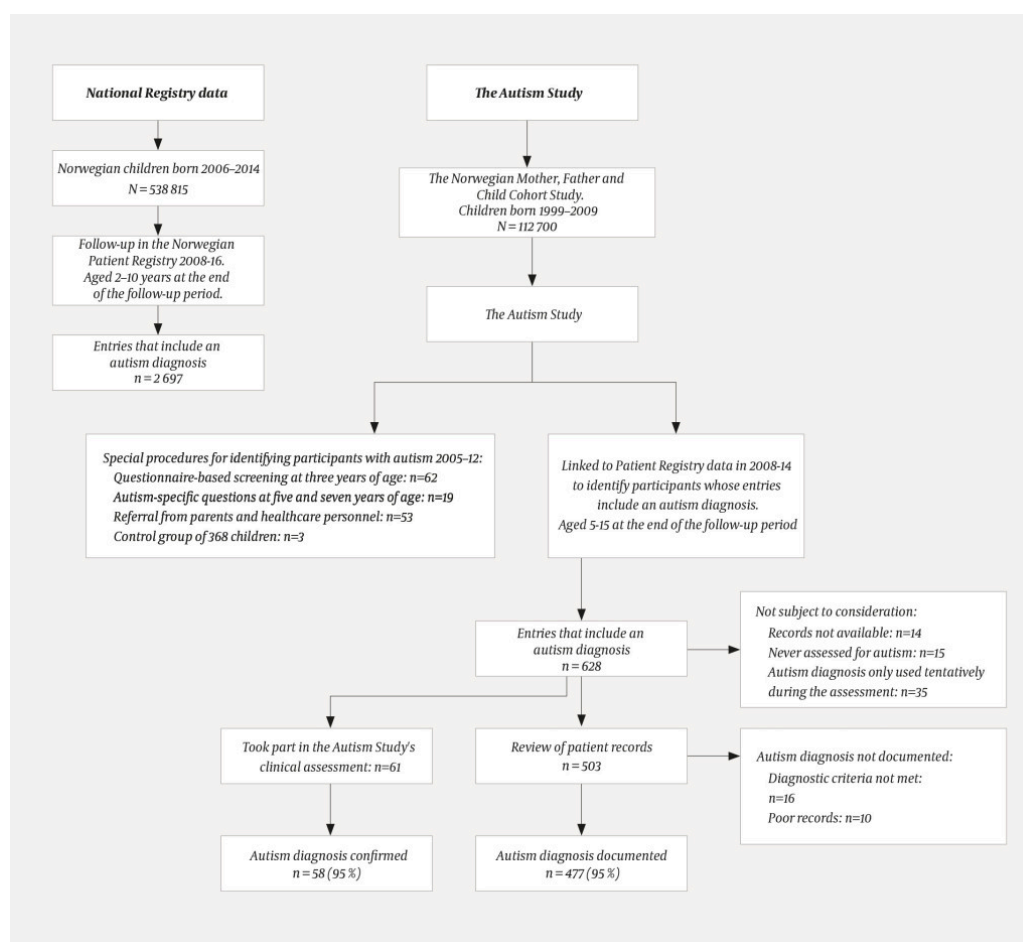 National Registry data
Norwegian children born 2006–2014
N = 538 815
Follow-up in the Norwegian
Patient Registry 2008-16.
Aged 2–10 years at the end
of the follow-up period.
Entries that include an
autism diagnosis
n = 2 697
The Autism Study
The Norwegian Mother, Father and
Child Cohort Study.
Children born 1999–2009
N = 112 700
The Autism Study
Special procedures for identifying participants with autism 2005–12:
Questionnaire-based screening at three years of age: n=62
Autism-specific questions at five and seven years of age: n=19
Referral from parents and healthcare personnel: n=53
Control group of 368 children: n=3
Linked to Patient Registry data in 2008-14
to identify participants whose entries
include an autism diagnosis.
Aged 5-15 at the end of the follow-up period
Entries that include an
autism diagnosis
n = 628
Not subject to consideration:
Records not available: n=14
Never assessed for autism: n=15
Autism diagnosis only used tentatively
during the assessment: n=35
Took part in the Autism Study's
clinical assessment: n=61
Review of patient records
n = 503
Autism diagnosis not documented:
Diagnostic criteria not met:
n=16
Poor records: n=10
Autism diagnosis confirmed
n = 58 (95 %)
Autism diagnosis documented
n = 477 (95 %)